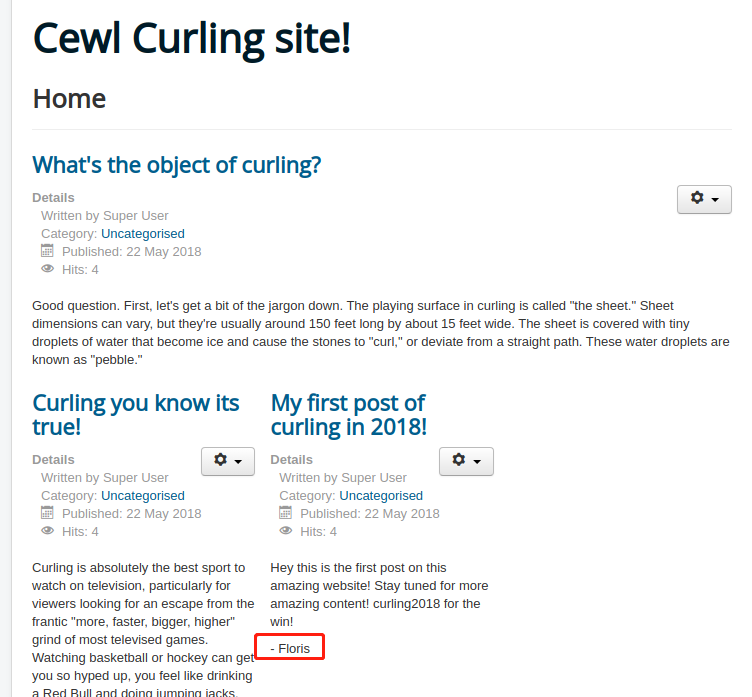 Cewl Curling site!
Home
What's the object of curling?
Details
Written by Super User
Category: Uncategorised
Published: 22 May 2018
Hits: 4
Good question. First, let's get a bit of the jargon down. The playing surface in curling is called "the sheet." Sheet
dimensions can vary, but they're usually around 150 feet long by about 15 feet wide. The sheet is covered with tiny
droplets of water that become ice and cause the stones to "curl," or deviate from a straight path. These water droplets are
known as "pebble."
Curling you know its
true!
Details
Written by Super User
Category: Uncategorised
Published: 22 May 2018
Hits: 4
Curling is absolutely the best sport to
watch on television, particularly for
viewers looking for an escape from the
frantic "more, faster, bigger, higher"
grind of most televised games.
Watching basketball or hockey can get
you so hyped up, you feel like drinking
a Red Bull and doing jumping jacks.
My first post of
curling in 2018!
Details
Written by Super User
Category: Uncategorised
Published: 22 May 2018
Hits: 4
Hey this is the first post on this
amazing website! Stay tuned for more
amazing content! curling2018 for the
win!
- Floris